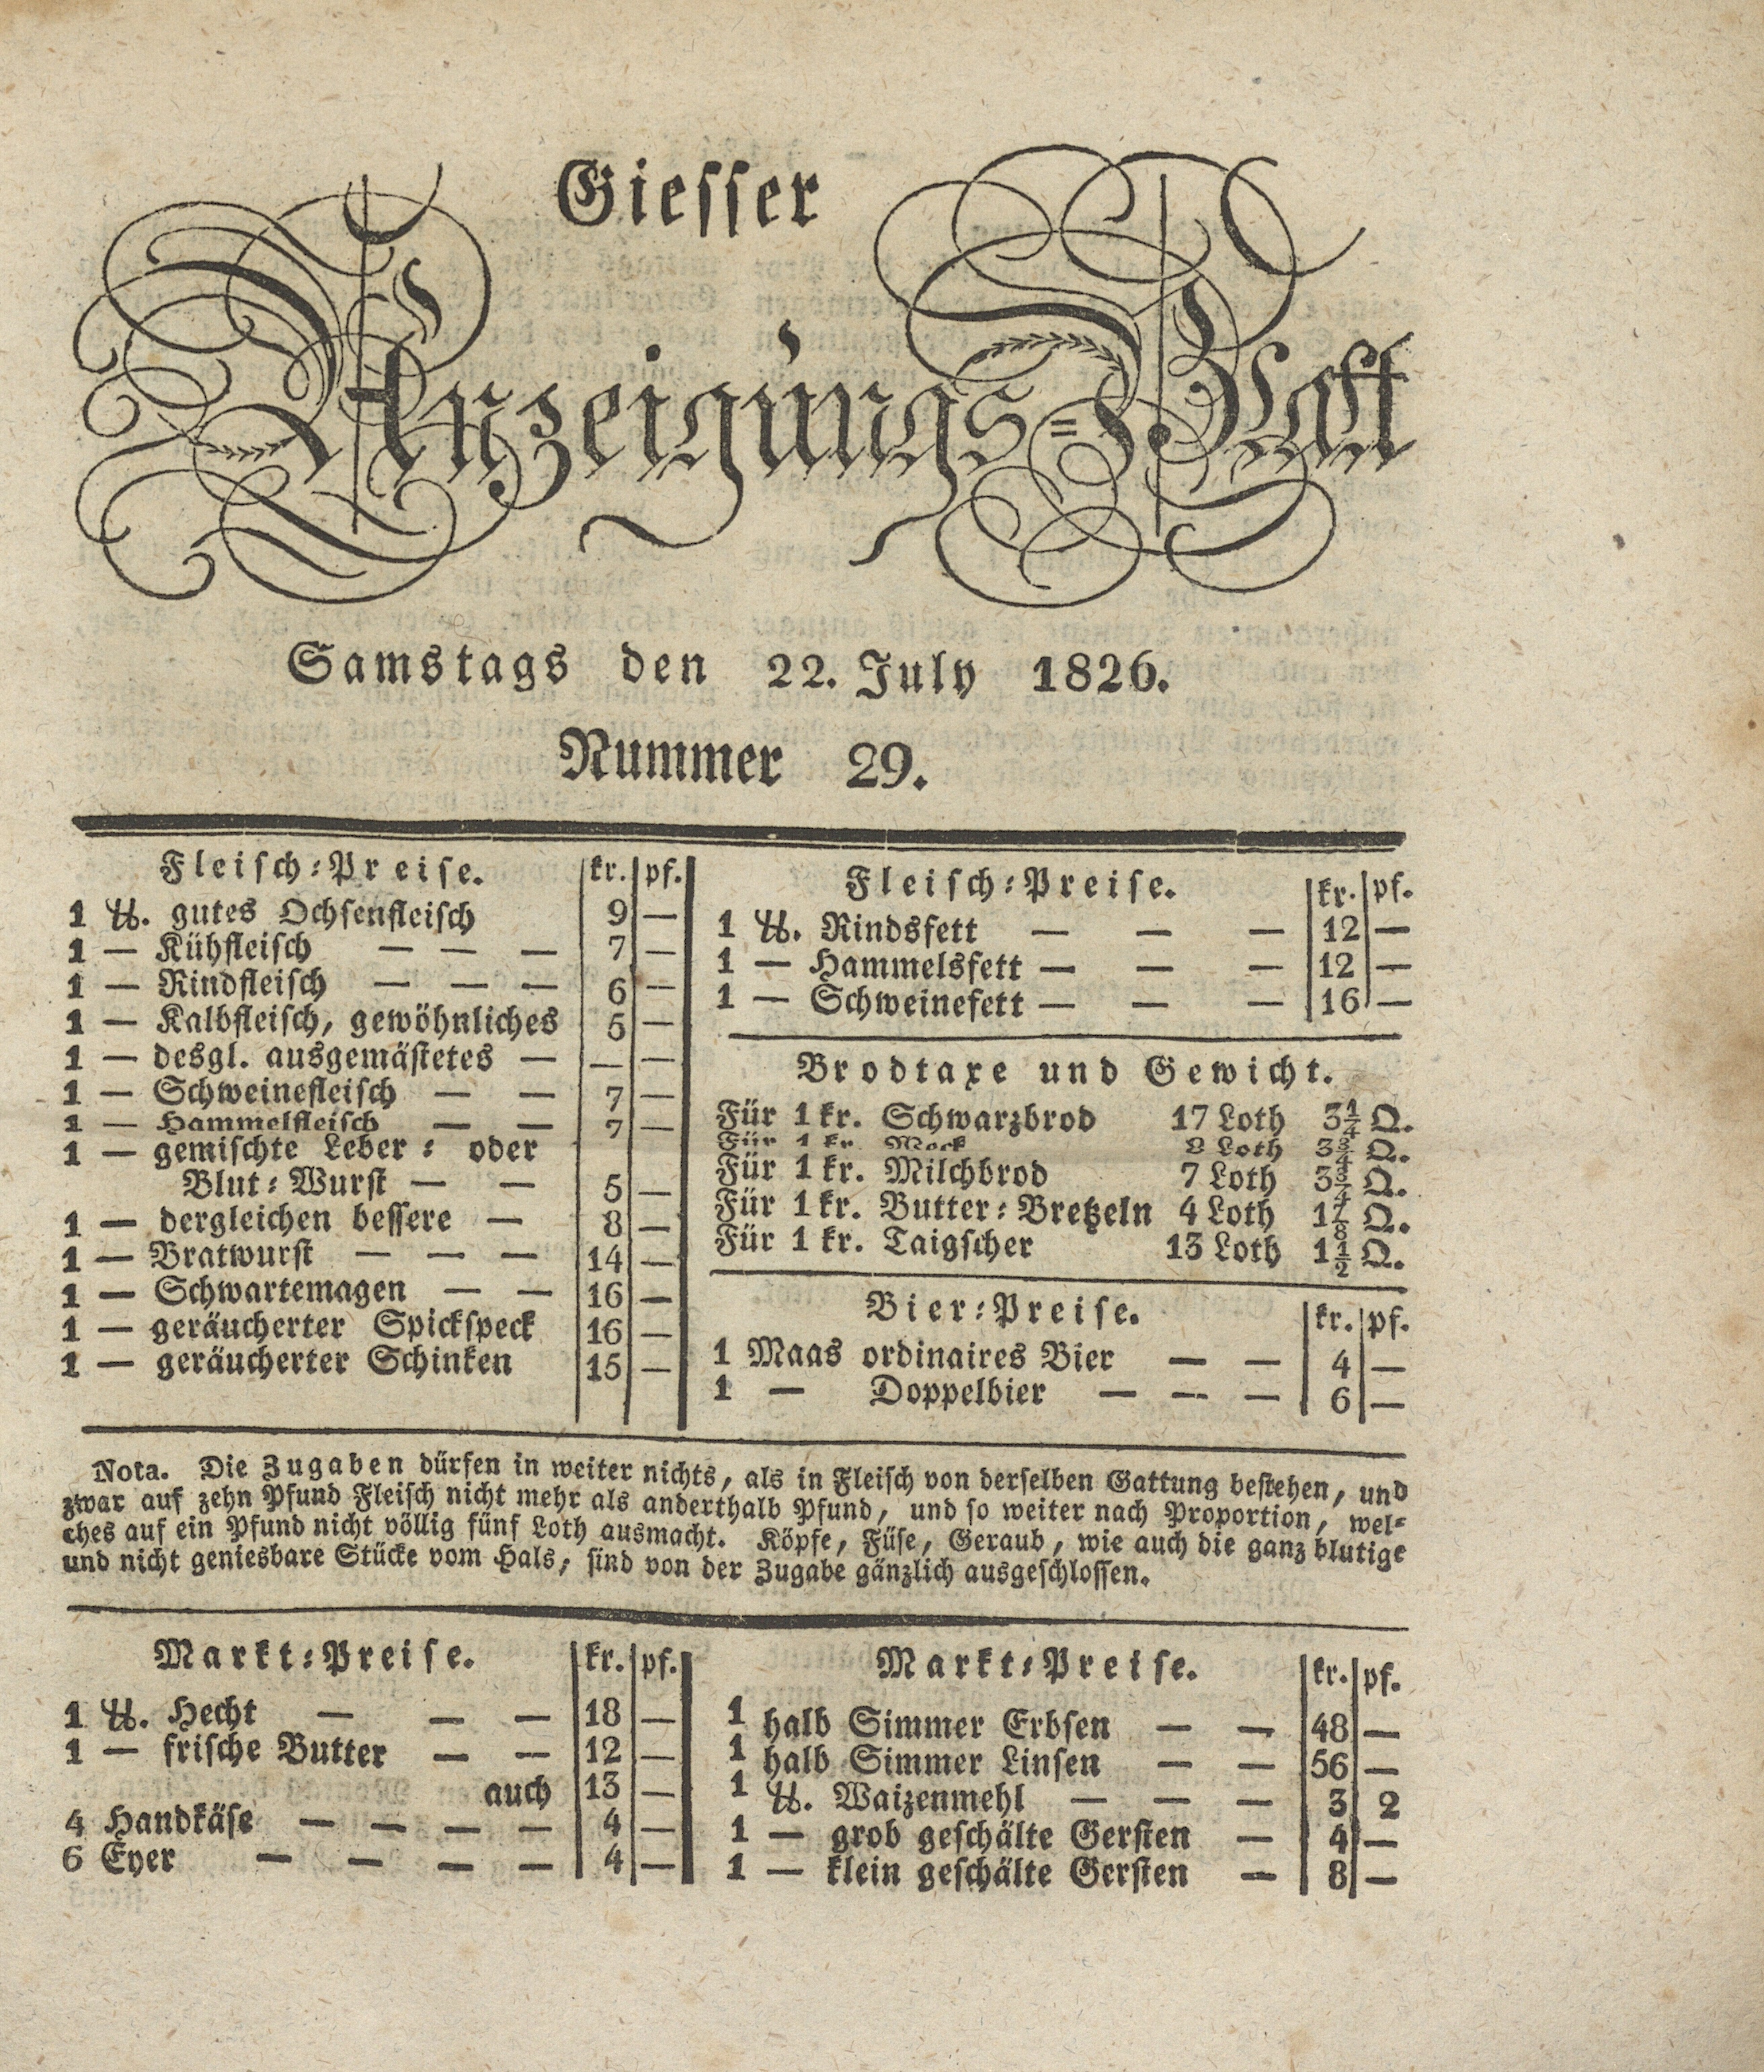 Giesser
Anzeigungs=Blatt
Samstags den 22. July 1826.
Nummer 29.
Fleisch=Preise. kr. pf.
1 ℔. gutes Ochsenfleisch 9 —
1 — Kühfleisch — — — 7 —
1 — Rindfleisch — — — 6 —
1 — Kalbfleisch, gewöhnliches 5 —
1 — desgl. ausgemästetes — — —
1 — Schweinefleisch — — 7 —
1 — Hammelfleisch — — 7 —
1 — gemischte Leber= oder
Blut=Wurst — — 5 —
1 — dergleichen bessere — 8 —
1 — Bratwurst — — — 14 —
1 — Schwartemagen — — 16 —
1 — geräucherter Spickspeck 16 —
1 — geräucherter Schinken 15 —
Fleisch=Preise. kr. pf.
1 ℔. Rindsfett — — — 12 —
1 — Hammelsfett — — — 12 —
1 — Schweinefett — — — 16 —
Brodtaxe und Gewicht.
Für 1 kr. Schwarzbrod 17 Loth 3¼ Q.
Für 1 kr. Weck 8 Loth 3¾ Q.
Für 1 kr. Milchbrod 7 Loth 3¾ Q.
Für 1 kr. Butter=Bretzeln 4 Loth 1⅞ Q.
Für 1 kr. Taigscher 13 Loth 1½ Q.
Bier=Preise. kr. pf.
1 Maas ordinaires Bier — — 4 —
1 — Doppelbier — — — 6 —
Nota. Die Zugaben dürfen in weiter nichts, als in Fleisch von derselben Gattung bestehen, und
zwar auf zehn Pfund Fleisch nicht mehr als anderthalb Pfund, und so weiter nach Proportion, wel=
ches auf ein Pfund nicht völlig fünf Loth ausmacht. Köpfe, Füse, Geraub, wie auch die ganz blutige
und nicht geniesbare Stücke vom Hals, sind von der Zugabe gänzlich ausgeschlossen.
Markt=Preise. kr. pf.
1 ℔. Hecht — — — 18 —
1 — frische Butter — — 12 —
auch 13 —
4 Handkäse — — — — 4 —
6 Eyer — — — — 4 —
Markt=Preise. kr. pf.
1 halb Simmer Erbsen — — 48 —
1 halb Simmer Linsen — — 56 —
1 ℔. Waizenmehl — — — 3 2
1 — grob geschälte Gersten — 4 —
1 — klein geschälte Gersten — 8 —